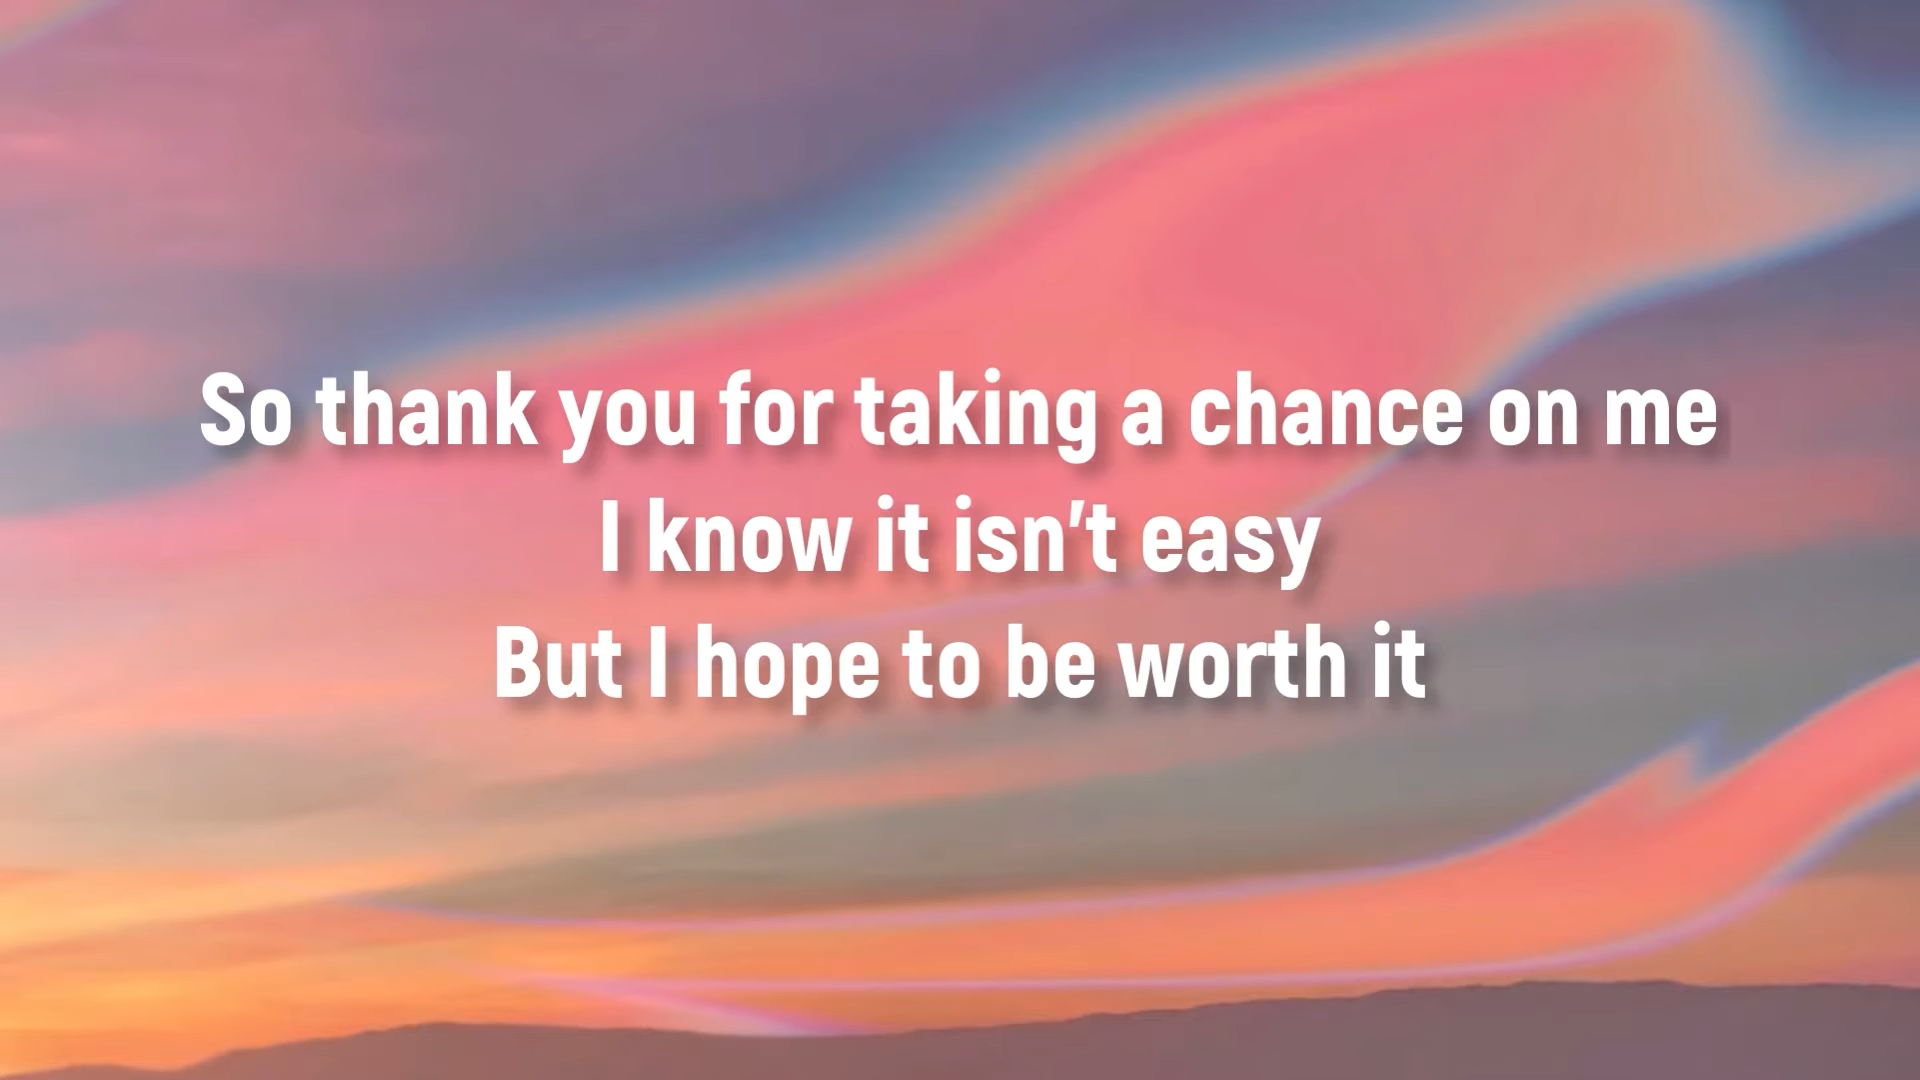 So thank you for taking a chance on me
I know it isn't easy
But I hope to be worth it